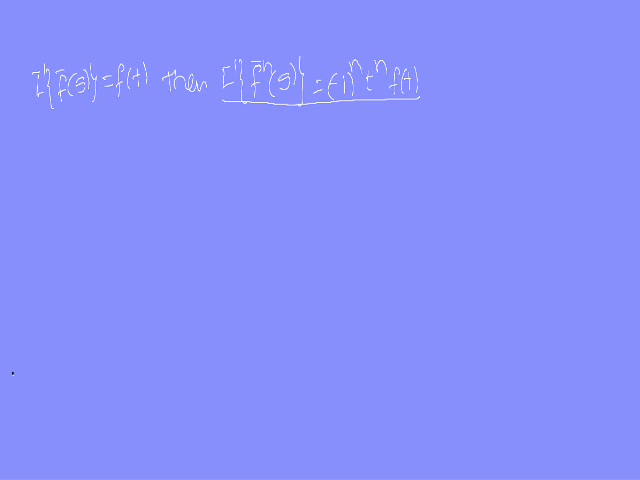 L⁻¹{f̄(s)} = f(t) then L⁻¹{f̄ⁿ(s)} = (-1)ⁿ tⁿ f(t)